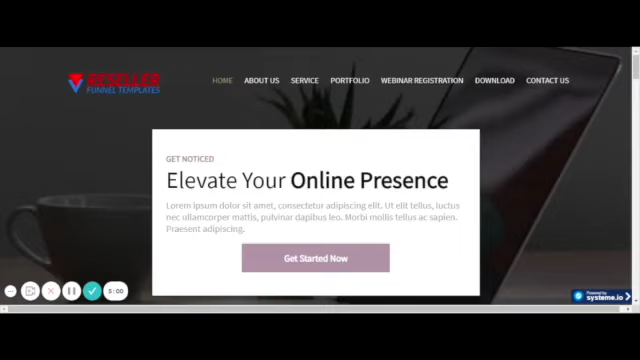 RESELLER
FUNNEL TEMPLATES
HOME ABOUT US SERVICE PORTFOLIO WEBINAR REGISTRATION DOWNLOAD CONTACT US
GET NOTICED
Elevate Your Online Presence
Lorem ipsum dolor sit amet, consectetur adipiscing elit. Ut elit tellus, luctus
nec ullamcorper mattis, pulvinar dapibus leo. Morbi mollis tellus ac sapien.
Praesent adipiscing.
Get Started Now
5:00
Powered by
systeme.io